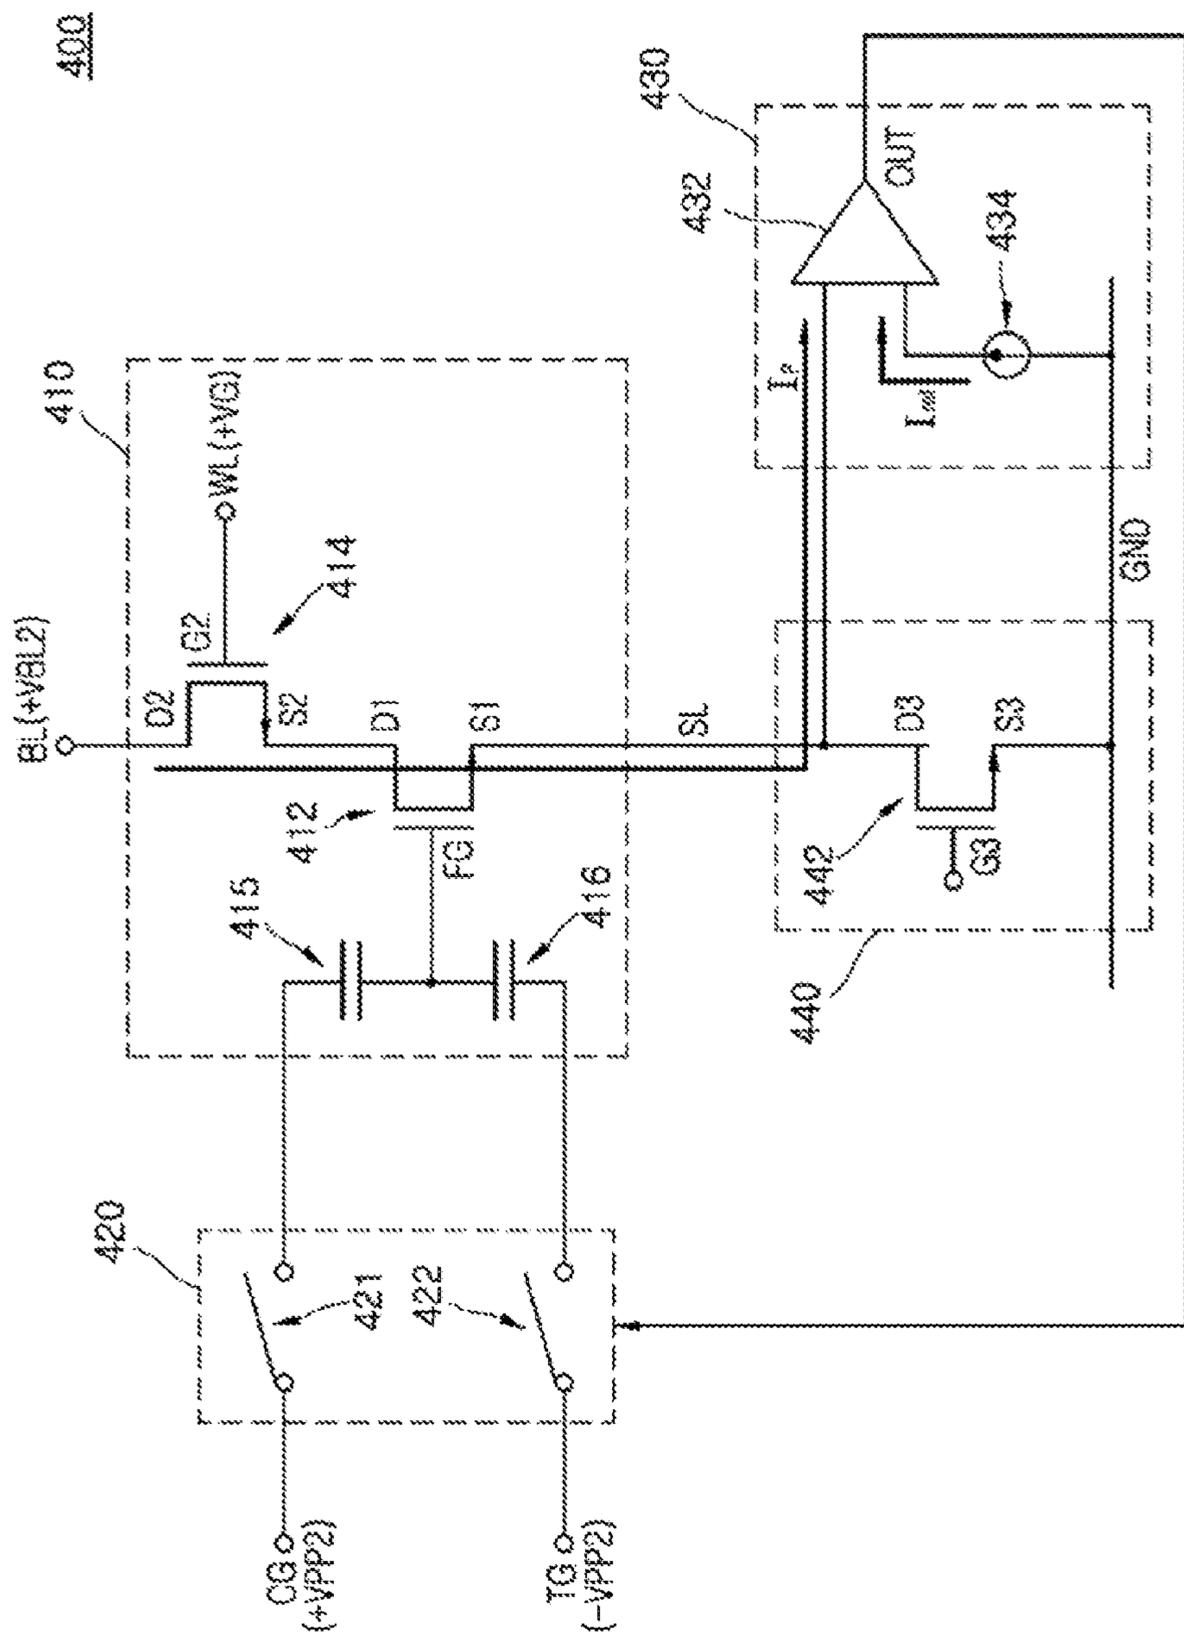 400
410
BL(+VBL2)
WL(+VG)
D2
G2
S2
414
D1
412
S1
FG
415
416
SL
420
421
422
CG
(+VPP2)
TG
(-VPP2)
430
432
OUT
434
Ip
GND
440
442
D3
S3
G3